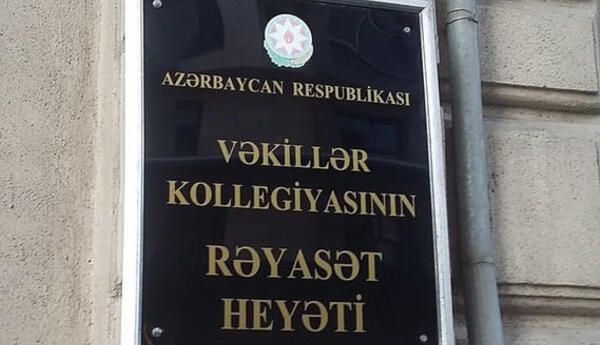 AZƏRBAYCAN RESPUBLİKASI
VƏKİLLƏR
KOLLEGİYASININ
RƏYASƏT
HEYƏTİ